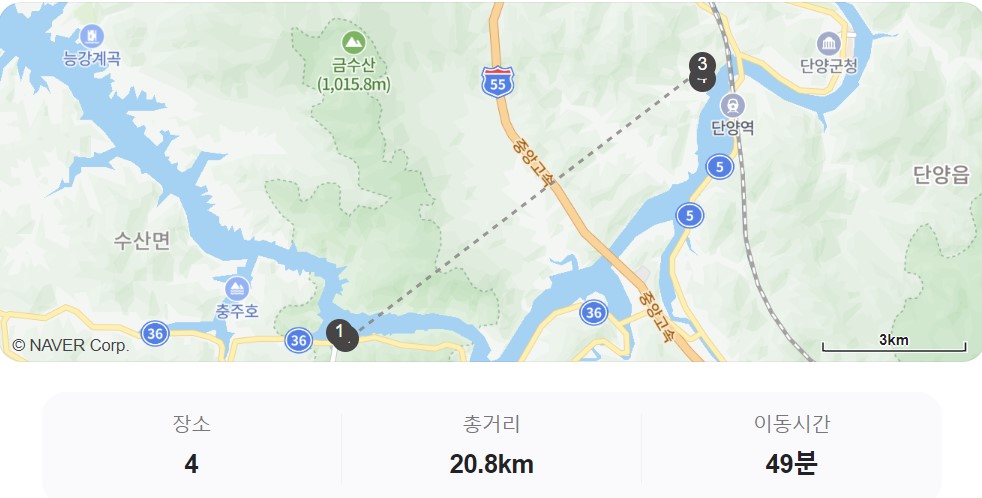 능강계곡
금수산
(1,015.8m)
55
3
4
단양군청
단양역
중앙고속
5
단양읍
5
수산면
충주호
36
중앙고속
1
36
36
3km
© NAVER Corp.
장소
총거리
이동시간
4
20.8km
49분